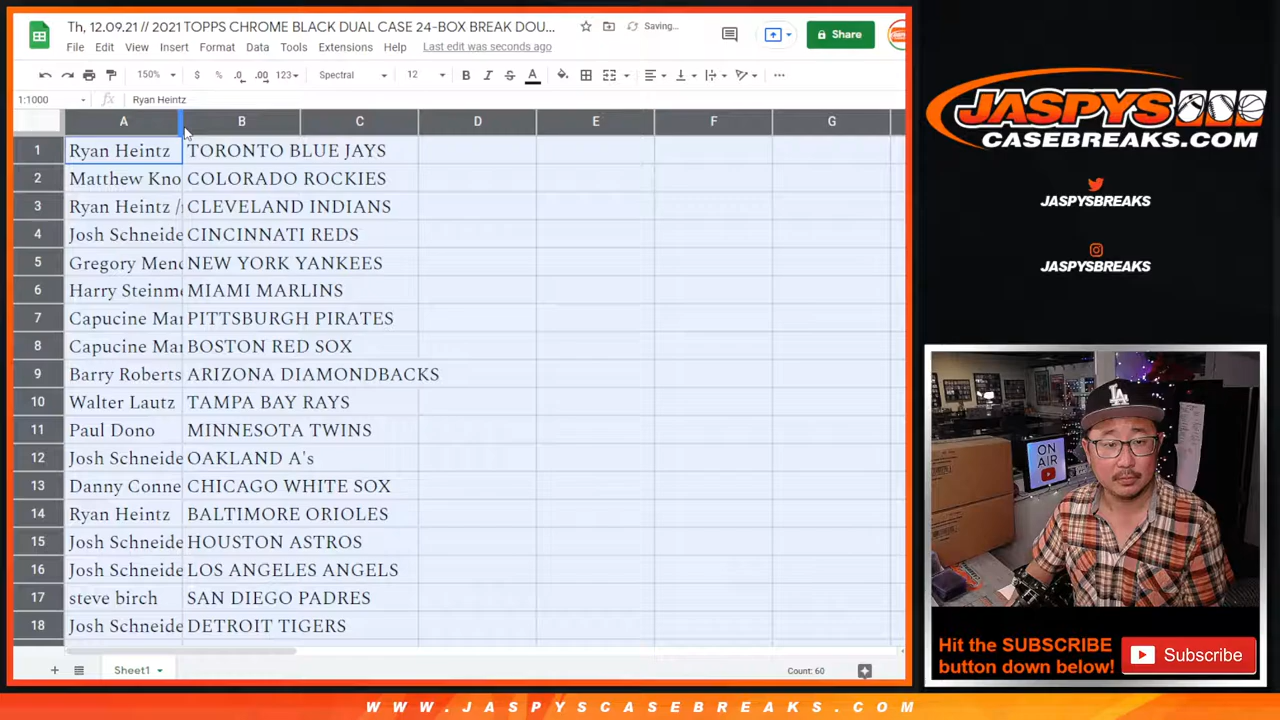 Th, 12.09.21 // 2021 TOPPS CHROME BLACK DUAL CASE 24-BOX BREAK DOU...
Saving...
Share
File Edit View Insert Format Data Tools Extensions Help Last edit was seconds ago
150% $ % .0 .00 123 Spectral 12 B I S A
1:1000 fx Ryan Heintz
A B C D E F G
1 Ryan Heintz TORONTO BLUE JAYS
2 Matthew Kno COLORADO ROCKIES
3 Ryan Heintz / CLEVELAND INDIANS
4 Josh Schneide CINCINNATI REDS
5 Gregory Menc NEW YORK YANKEES
6 Harry Steinme MIAMI MARLINS
7 Capucine Mar PITTSBURGH PIRATES
8 Capucine Mar BOSTON RED SOX
9 Barry Roberts ARIZONA DIAMONDBACKS
10 Walter Lautz TAMPA BAY RAYS
11 Paul Dono MINNESOTA TWINS
12 Josh Schneide OAKLAND A's
13 Danny Conne CHICAGO WHITE SOX
14 Ryan Heintz BALTIMORE ORIOLES
15 Josh Schneide HOUSTON ASTROS
16 Josh Schneide LOS ANGELES ANGELS
17 steve birch SAN DIEGO PADRES
18 Josh Schneide DETROIT TIGERS
Sheet1
Count: 60
JASPYS
CASEBREAKS.COM
JASPYSBREAKS
JASPYSBREAKS
LA
ON
AIR
Hit the SUBSCRIBE
button down below!
Subscribe
WWW.JASPYSCASEBREAKS.COM